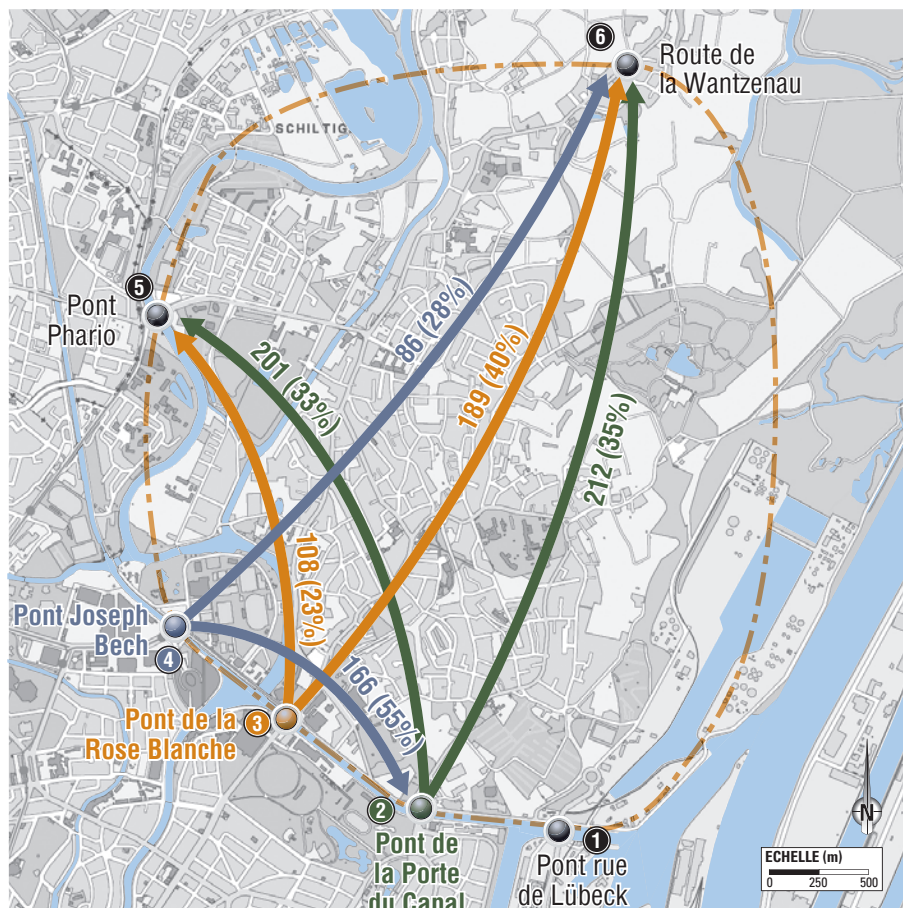 6
Route de
la Wantzenau
SCHILTIG.
5
Pont
Phario
86 (28%)
201 (33%)
189 (40%)
212 (35%)
108 (23%)
Pont Joseph
Bech
4
166 (55%)
Pont de la
Rose Blanche
3
2
Pont de
la Porte
du Canal
1
Pont rue
de Lübeck
N
ECHELLE (m)
0 250 500